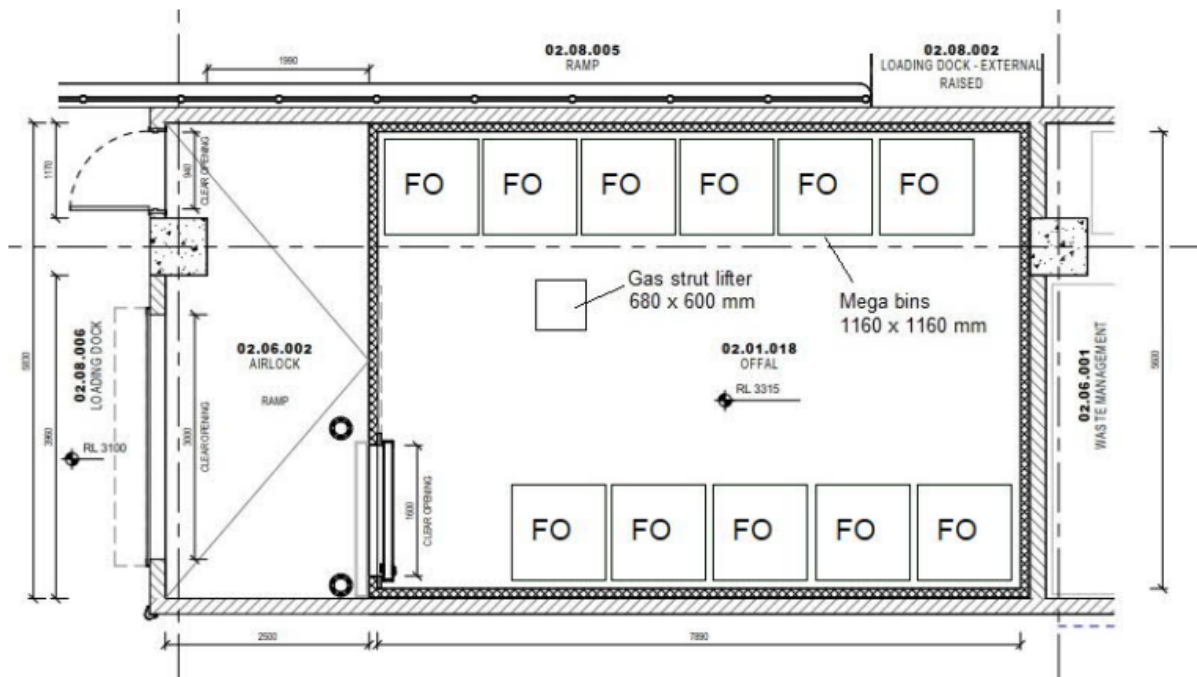 02.08.005
RAMP
02.08.002
LOADING DOCK - EXTERNAL
RAISED
1990
1170
940
CLEAR OPENING
FO FO FO FO FO FO
Gas strut lifter
680 x 600 mm
Mega bins
1160 x 1160 mm
02.06.002
AIRLOCK
RAMP
02.01.018
OFFAL
RL 3315
02.08.006
LOADING DOCK
RL 3100
5830
3960
3000
CLEAR OPENING
1600
CLEAR OPENING
02.06.001
WASTE MANAGEMENT
5600
FO FO FO FO FO
2500
7890